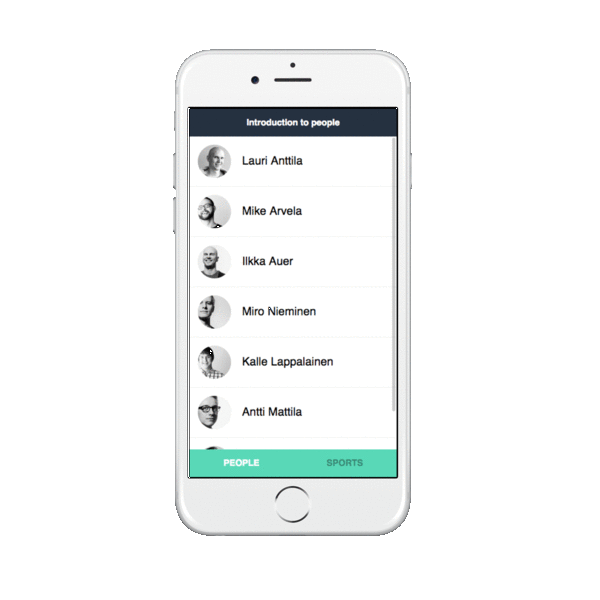 Introduction to people
Lauri Anttila
Mike Arvela
Ilkka Auer
Miro Nieminen
Kalle Lappalainen
Antti Mattila
PEOPLE
SPORTS